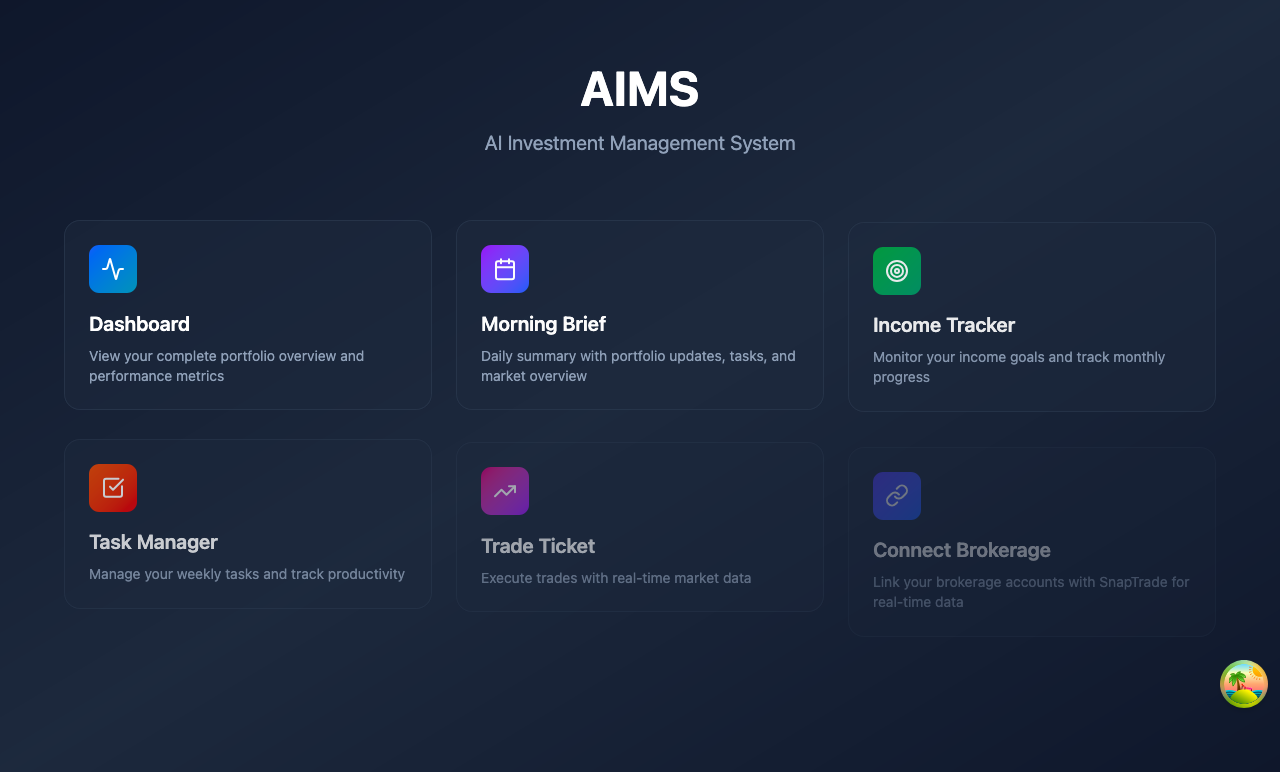 AIMS
AI Investment Management System
Dashboard
View your complete portfolio overview and
performance metrics
Morning Brief
Daily summary with portfolio updates, tasks, and
market overview
Income Tracker
Monitor your income goals and track monthly
progress
Task Manager
Manage your weekly tasks and track productivity
Trade Ticket
Execute trades with real-time market data
Connect Brokerage
Link your brokerage accounts with SnapTrade for
real-time data